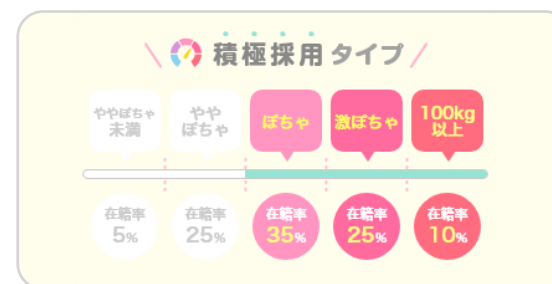 積極採用タイプ
ややぽちゃ
未満
やや
ぽちゃ
ぽちゃ
激ぽちゃ
100kg
以上
在籍率
5%
在籍率
25%
在籍率
35%
在籍率
25%
在籍率
10%